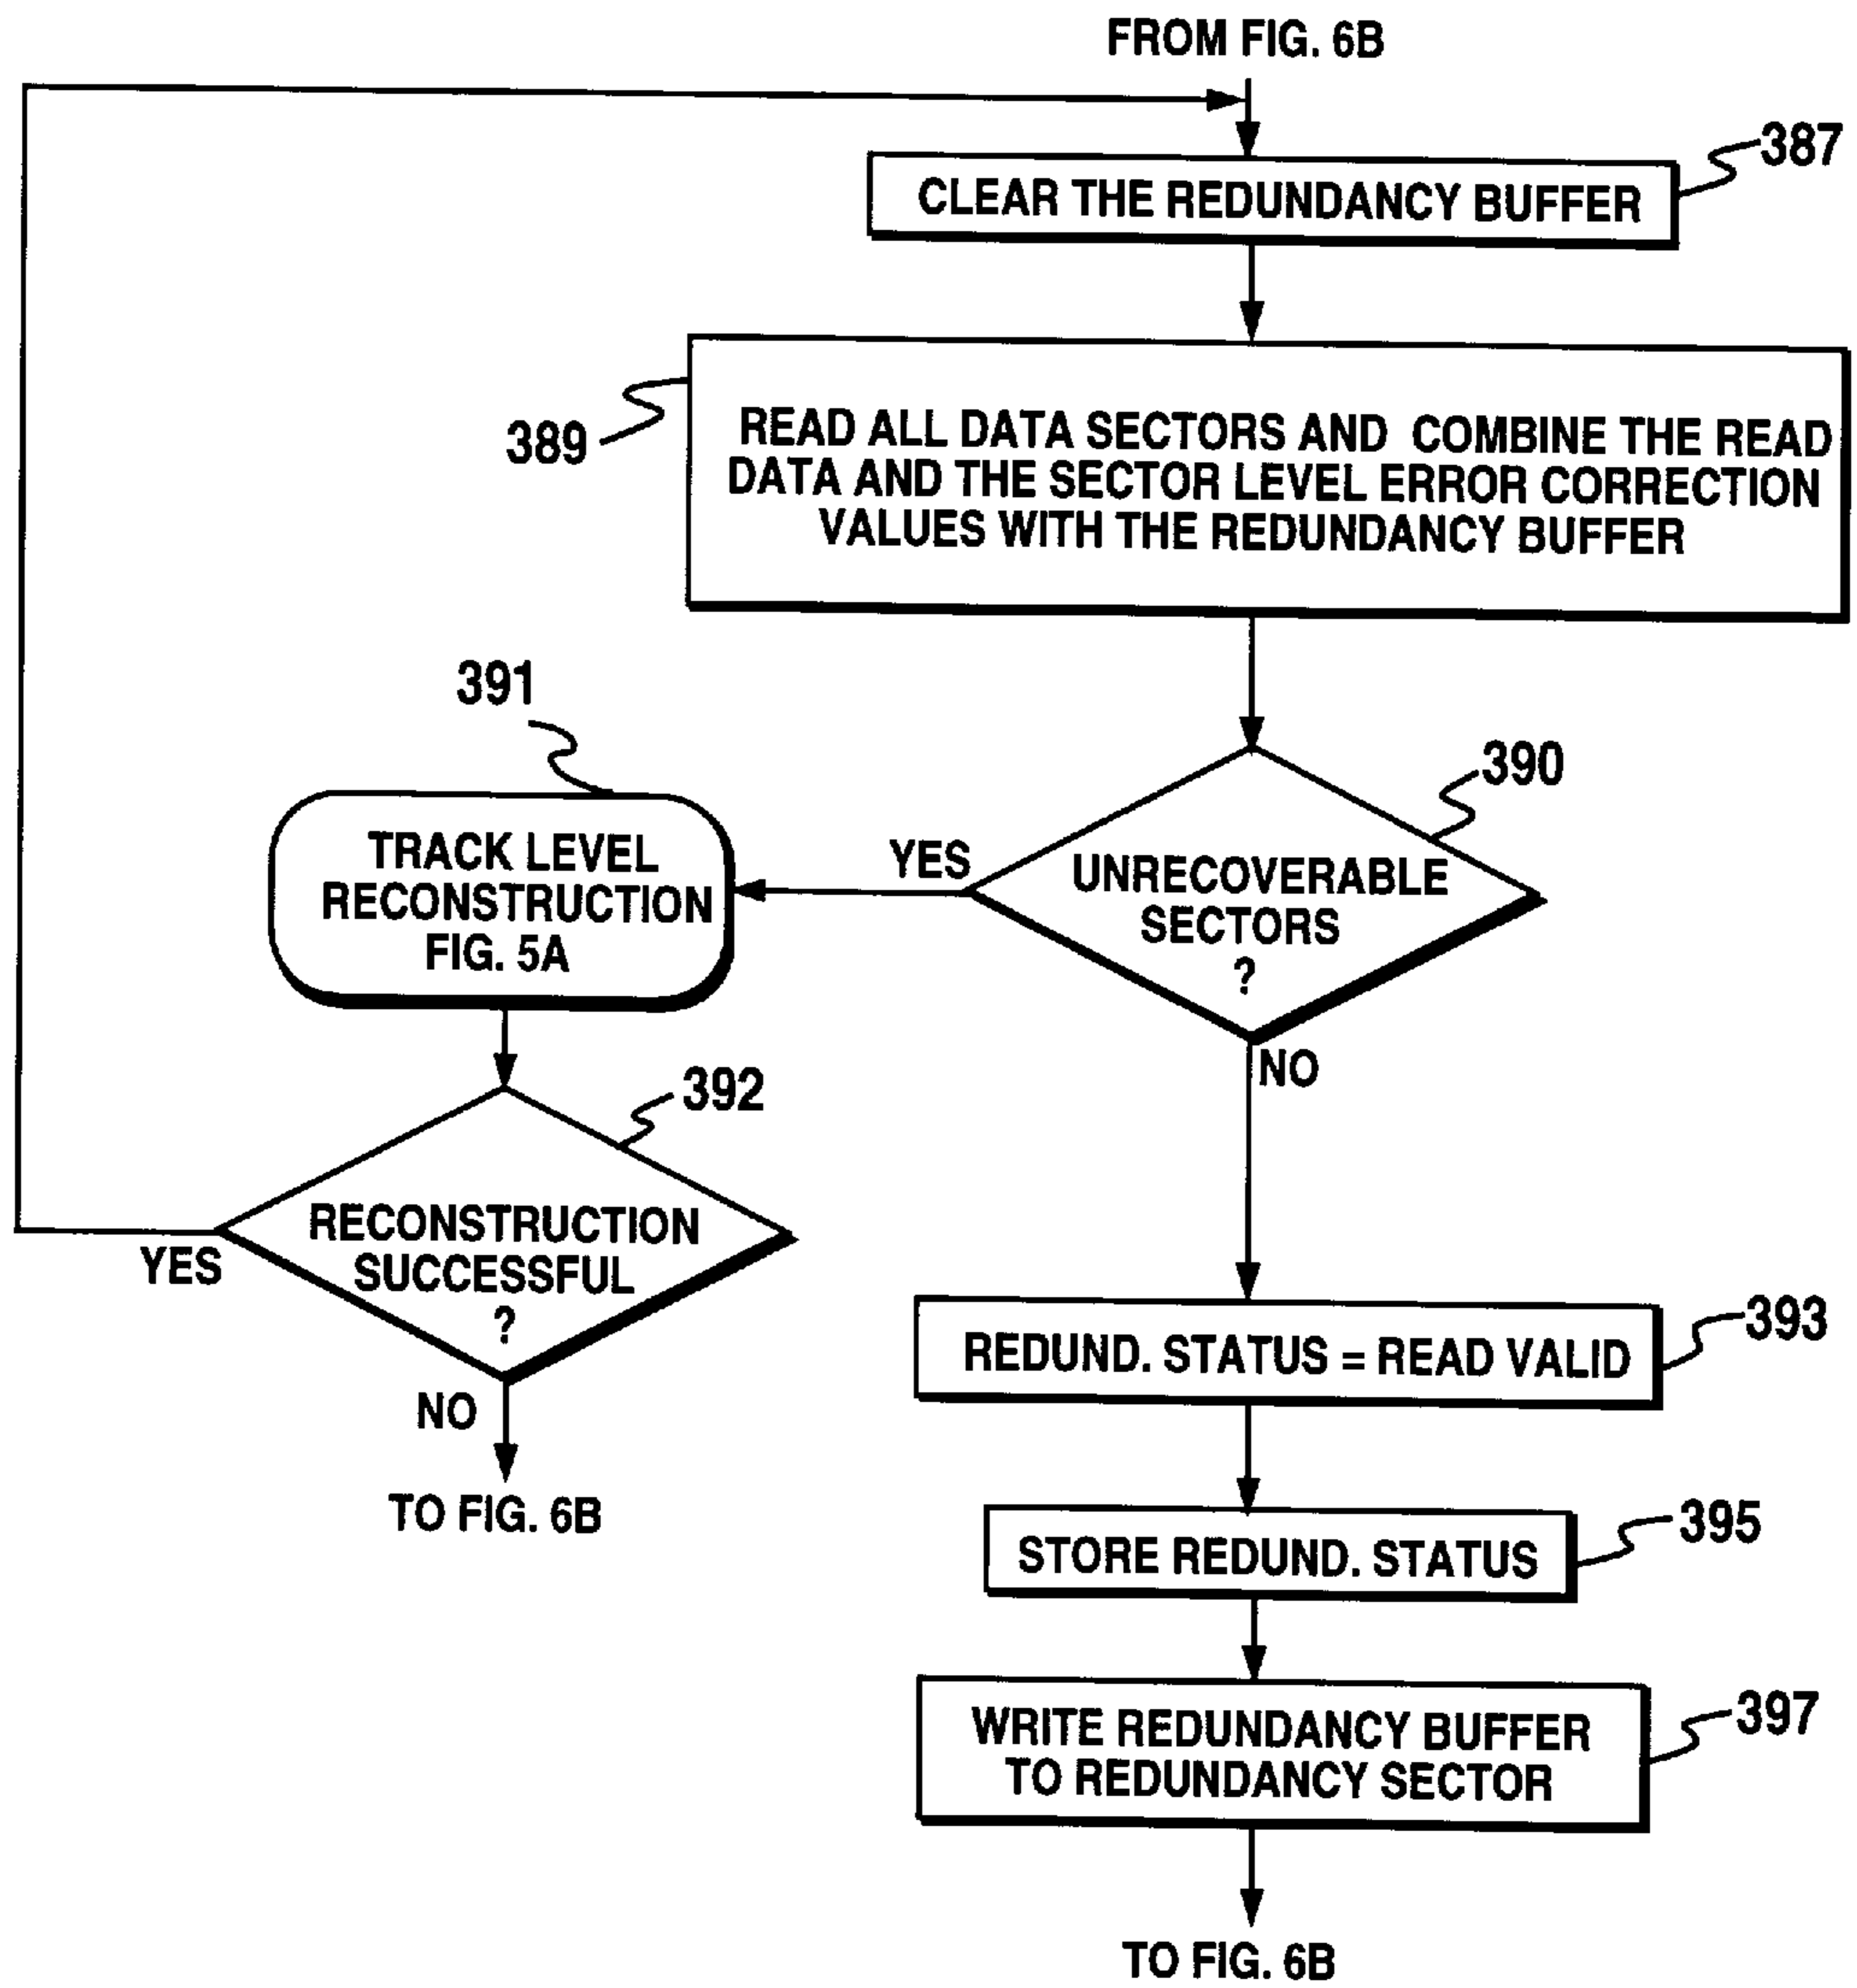 FROM FIG. 6B
387
CLEAR THE REDUNDANCY BUFFER
389
READ ALL DATA SECTORS AND COMBINE THE READ
DATA AND THE SECTOR LEVEL ERROR CORRECTION
VALUES WITH THE REDUNDANCY BUFFER
391
390
TRACK LEVEL
RECONSTRUCTION
FIG. 5A
YES
UNRECOVERABLE
SECTORS
?
NO
392
RECONSTRUCTION
SUCCESSFUL
?
YES
NO
TO FIG. 6B
393
REDUND. STATUS = READ VALID
395
STORE REDUND. STATUS
397
WRITE REDUNDANCY BUFFER
TO REDUNDANCY SECTOR
TO FIG. 6B